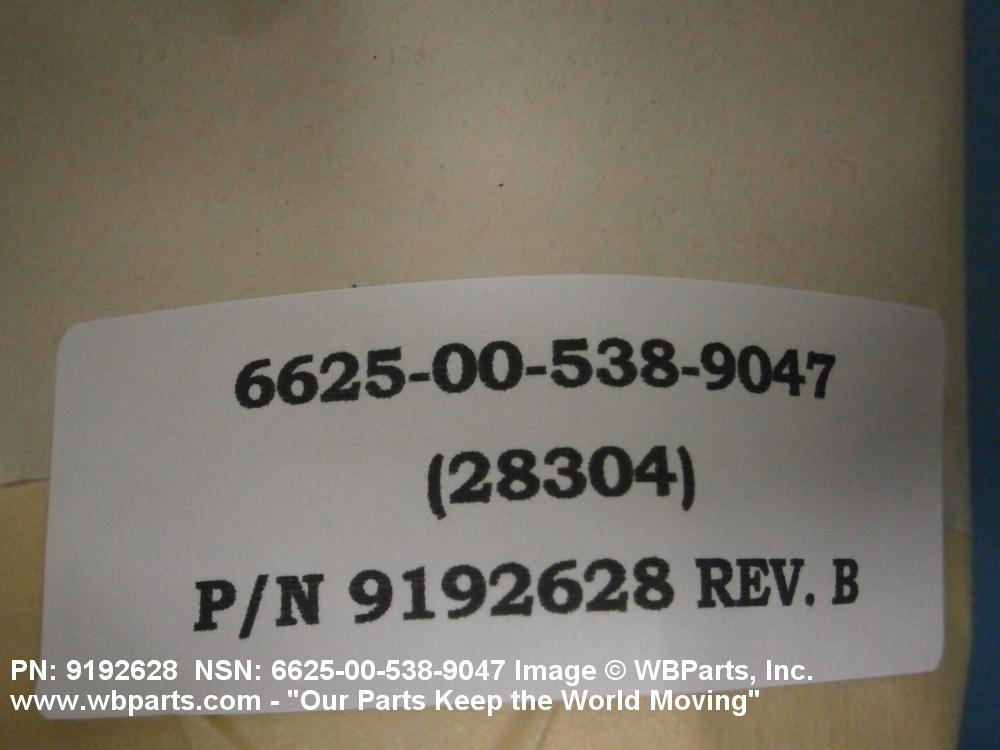 6625-00-538-9047
(28304)
P/N 9192628 REV. B
PN: 9192628  NSN: 6625-00-538-9047 Image © WBParts, Inc.
www.wbparts.com - "Our Parts Keep the World Moving"